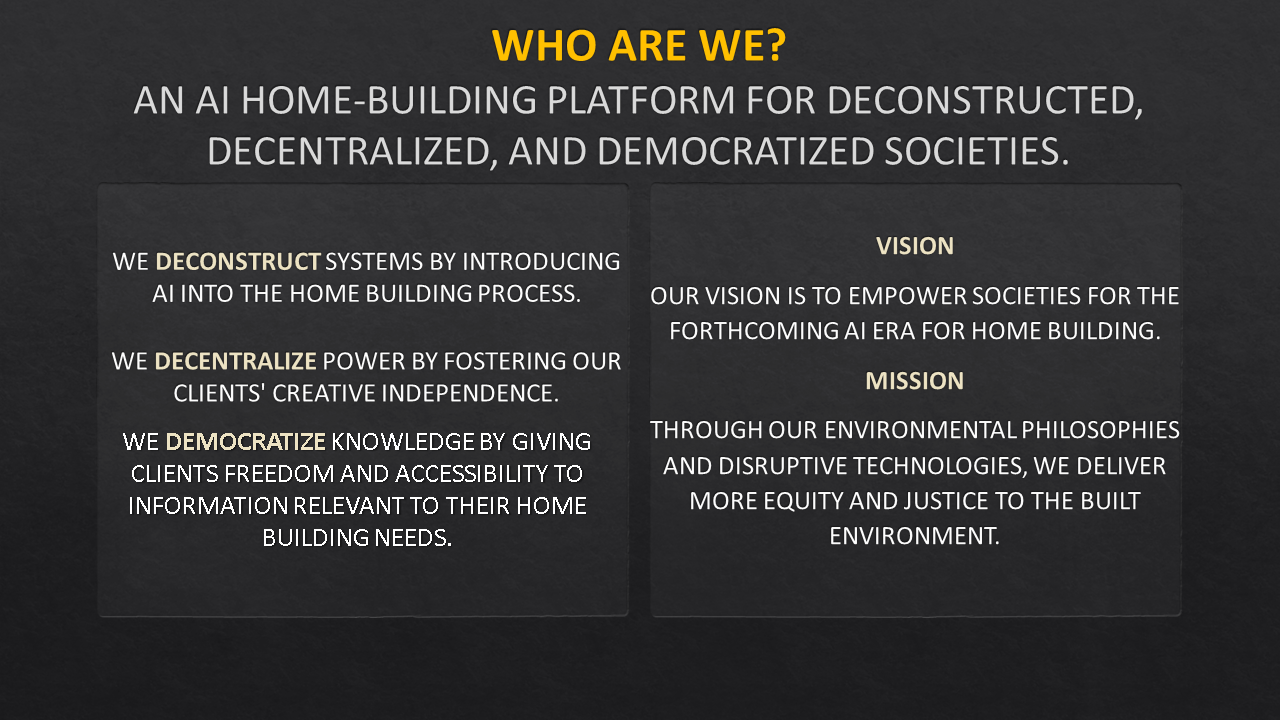 WHO ARE WE?
AN AI HOME-BUILDING PLATFORM FOR DECONSTRUCTED,
DECENTRALIZED, AND DEMOCRATIZED SOCIETIES.
WE DECONSTRUCT SYSTEMS BY INTRODUCING
AI INTO THE HOME BUILDING PROCESS.
WE DECENTRALIZE POWER BY FOSTERING OUR
CLIENTS' CREATIVE INDEPENDENCE.
WE DEMOCRATIZE KNOWLEDGE BY GIVING
CLIENTS FREEDOM AND ACCESSIBILITY TO
INFORMATION RELEVANT TO THEIR HOME
BUILDING NEEDS.
VISION
OUR VISION IS TO EMPOWER SOCIETIES FOR THE
FORTHCOMING AI ERA FOR HOME BUILDING.
MISSION
THROUGH OUR ENVIRONMENTAL PHILOSOPHIES
AND DISRUPTIVE TECHNOLOGIES, WE DELIVER
MORE EQUITY AND JUSTICE TO THE BUILT
ENVIRONMENT.